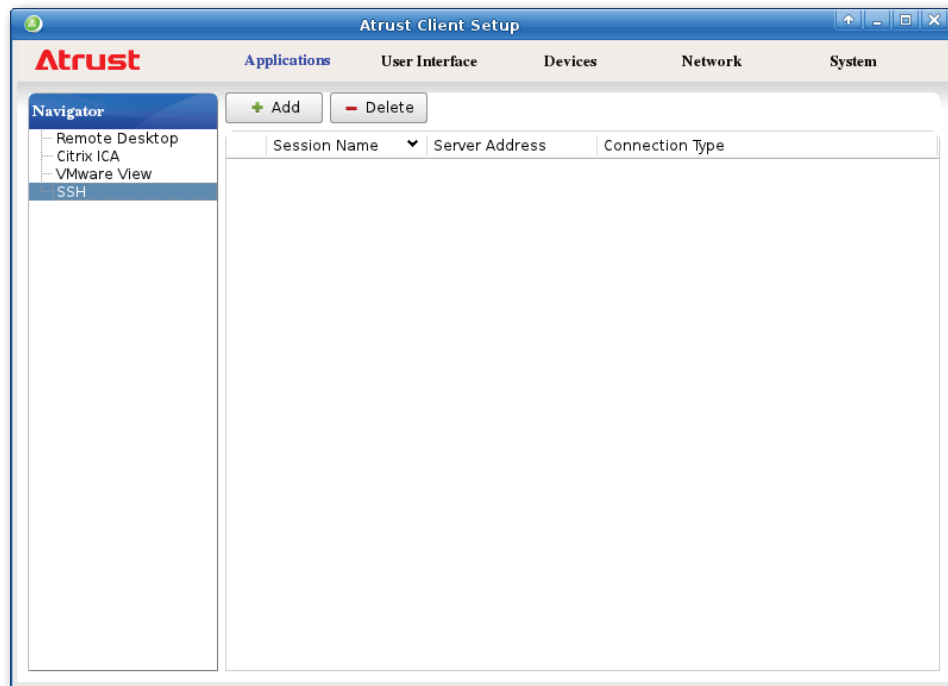 Atrust Client Setup
Atrust Applications User Interface Devices Network System
Navigator
Remote Desktop
Citrix ICA
VMware View
SSH
Add Delete
Session Name Server Address Connection Type